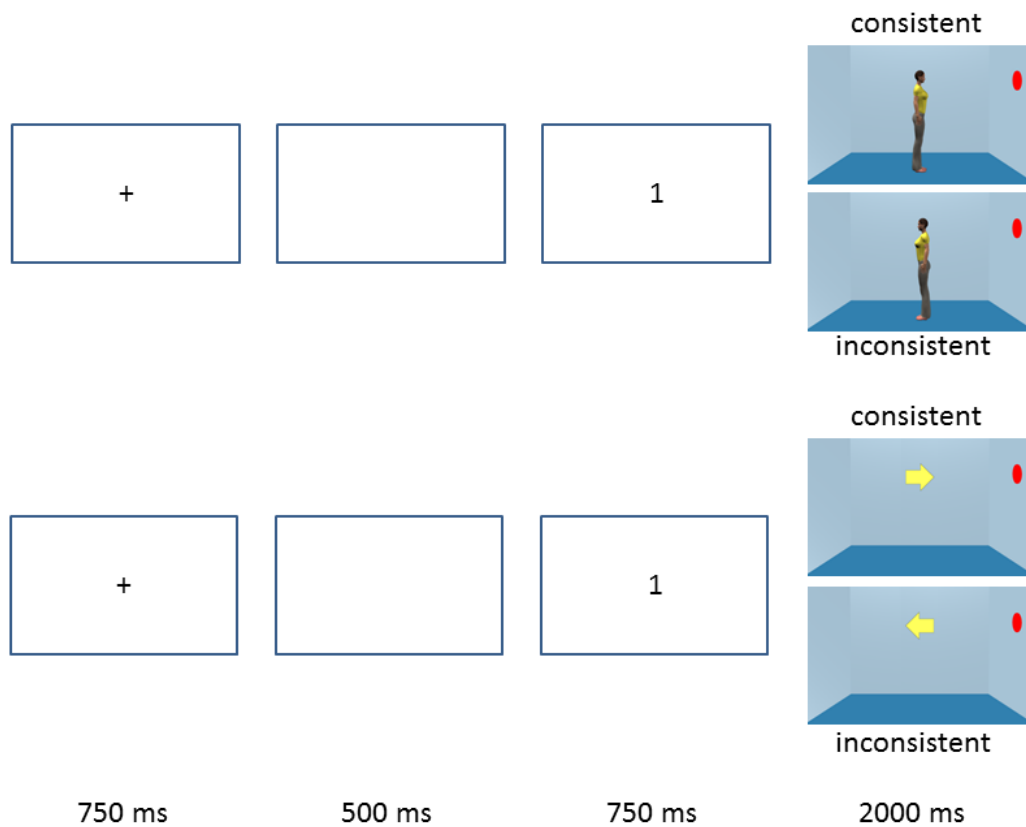 consistent
+
1
inconsistent
consistent
+
1
inconsistent
750 ms
500 ms
750 ms
2000 ms